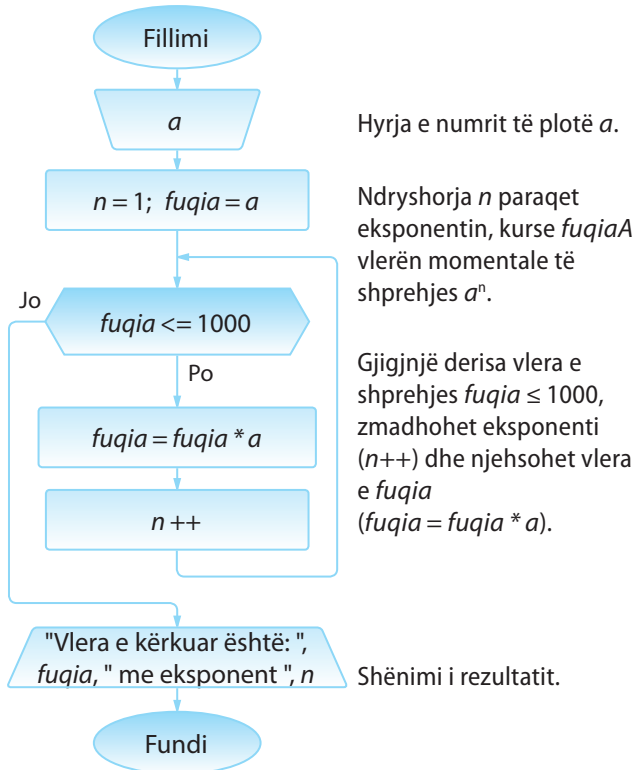 Fillimi
a
Hyrja e numrit të plotë a.
n = 1; fuqia = a
Ndryshorja n paraqet
eksponentin, kurse fuqiaA
vlerën momentale të
shprehjes aⁿ.
Jo
fuqia <= 1000
Po
Gjigjnjë derisa vlera e
shprehjes fuqia ≤ 1000,
zmadhohet eksponenti
(n++) dhe njehsohet vlera
e fuqia
(fuqia = fuqia * a).
fuqia = fuqia * a
n ++
"Vlera e kërkuar është: ",
fuqia, " me eksponent ", n
Shënimi i rezultatit.
Fundi